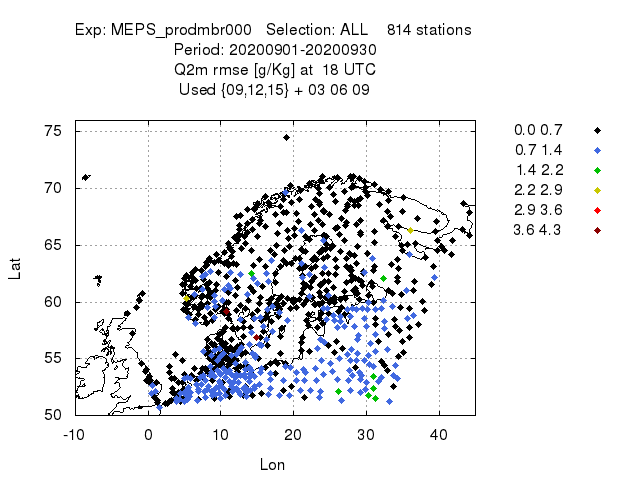 Exp: MEPS_prodmbr000   Selection: ALL    814 stations
Period: 20200901-20200930
Q2m rmse [g/Kg] at  18 UTC
Used {09,12,15} + 03 06 09
75
70
65
60
55
50
Lat
-10 0 10 20 30 40
Lon
0.0 0.7
0.7 1.4
1.4 2.2
2.2 2.9
2.9 3.6
3.6 4.3